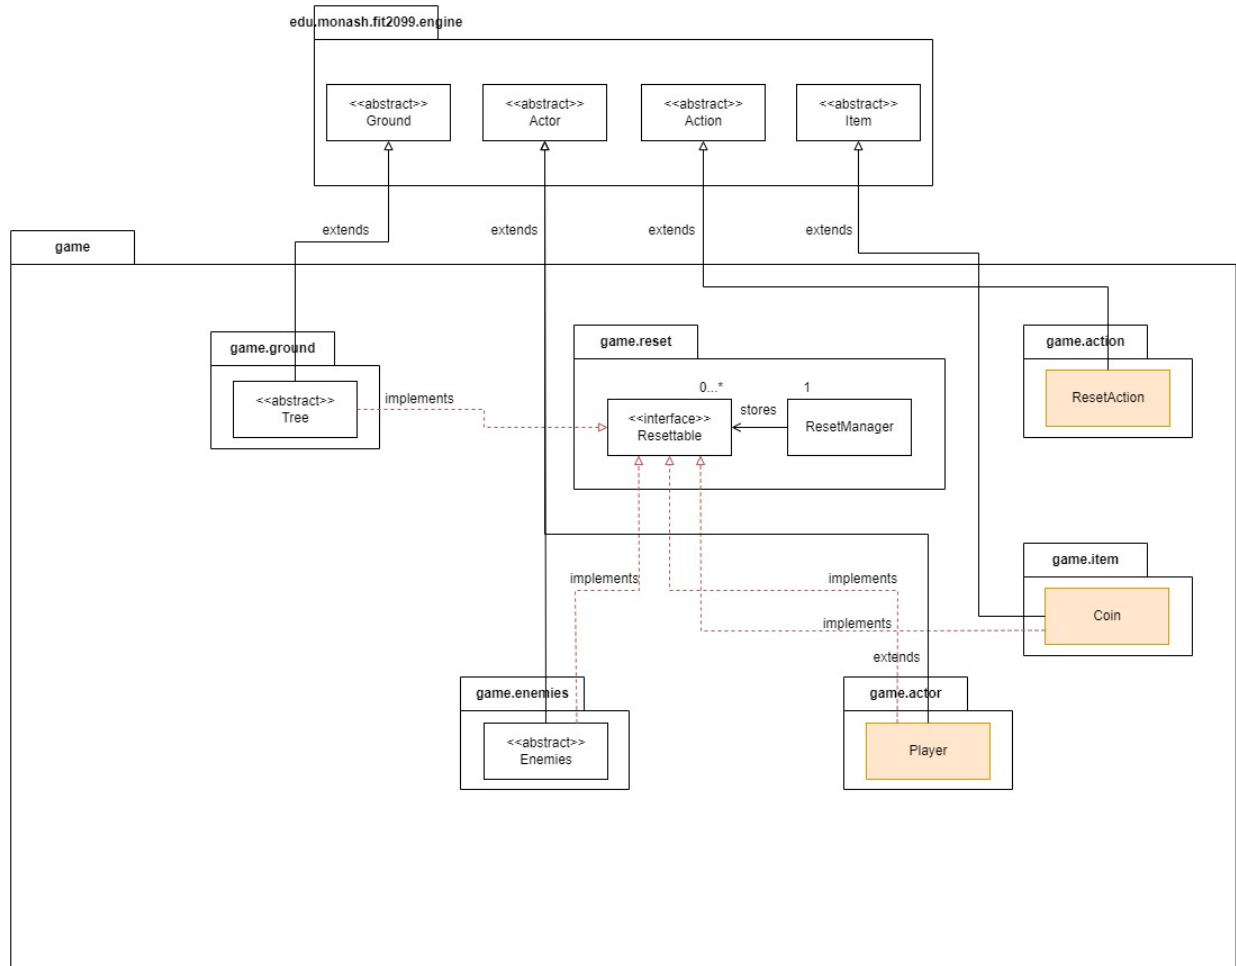 edu.monash.fit2099.engine
<<abstract>>
Ground
<<abstract>>
Actor
<<abstract>>
Action
<<abstract>>
Item
extends
extends
extends
extends
game
game.ground
<<abstract>>
Tree
implements
game.reset
0...*
1
<<interface>>
Resettable
stores
ResetManager
game.action
ResetAction
implements
implements
implements
game.item
Coin
extends
game.enemies
<<abstract>>
Enemies
game.actor
Player